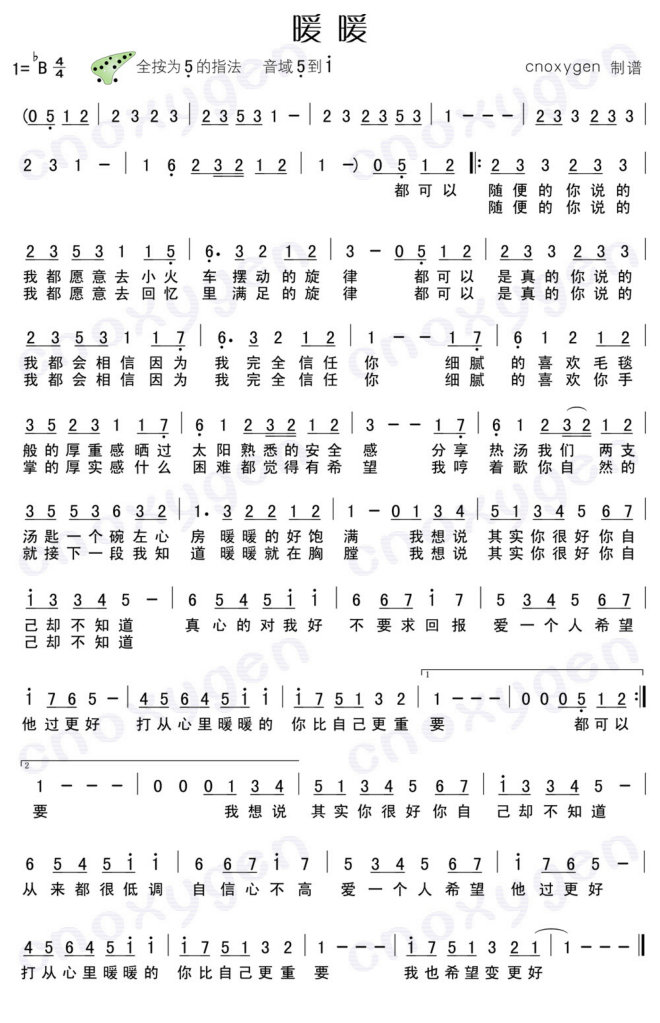 暖 暖
1=♭B 4/4 全按为5̣的指法 音域5̣到i̇ cnoxygen 制谱
(0 5̣ 1 2 | 2 3 2 3 | 2 3 5 3 1 － | 2 3 2 3 5 3 | 1 － － － | 2 3 3 2 3 3 |
2 3 1 － | 1 6̣ 2 3 2 1 2 | 1 －) 0 5̣ 1 2 ‖: 2 3 3 2 3 3 |
都可以 随便的你说的
随便的你说的
2 3 5 3 1 1 5̣ | 6̣. 3 2 1 2 | 3 － 0 5̣ 1 2 | 2 3 3 2 3 3 |
我都愿意去小火 车摆动的旋 律 都可以 是真的你说的
我都愿意去回忆 里满足的旋 律 都可以 是真的你说的
2 3 5 3 1 1 7̣ | 6̣. 3 2 1 2 | 1 － － 1 7̣ | 6̣ 1 2 1 2 |
我都会相信因为 我 完全信任 你 细腻 的喜欢毛毯
我都会相信因为 我 完全信任 你 细腻 的喜欢你手
3 5 2 3 1 1 7̣ | 6̣ 1 2 3 2 1 2 | 3 － － 1 7̣ | 6̣ 1 2 3 2 1 2 |
般的厚重感晒过 太阳熟悉的安全 感 分享 热汤我们 两支
掌的厚实感什么 困难都觉得有希 望 我哼 着歌你自 然的
3 5 5 3 5 3 2 | 1. 3 2 2 1 2 | 1 － 0 1 3 4 | 5 1 3 4 5 6 7 |
汤匙一个碗左心 房 暖暖的好饱 满 我想说 其实你很好你自
就接下一段我知 道 暖暖就在胸 膛 我想说 其实你很好你自
i̇ 3 3 4 5 － | 6 5 4 5 i̇ i̇ | 6 6 7 i̇ 7 | 5 3 4 5 6 7 |
己却不知道 真心的对我好 不要求回报 爱一个人希望
己却不知道
i̇ 7 6 5 － | 4 5 6 4 5 i̇ i̇ | i̇ 7 5 1 3 2 | 1 － － － | 0 0 0 5̣ 1 2 :‖
1
他过更好 打从心里暖暖的 你比自己更重 要 都可以
2
1 － － － | 0 0 0 1 3 4 | 5 1 3 4 5 6 7 | i̇ 3 3 4 5 － |
要 我想说 其实你很好你自 己却不知道
6 5 4 5 i̇ i̇ | 6 6 7 i̇ 7 | 5 3 4 5 6 7 | i̇ 7 6 5 － |
从来都很低调 自信心不高 爱一个人希望 他过更好
4 5 6 4 5 i̇ i̇ | i̇ 7 5 1 3 2 | 1 － － － | i̇ 7 5 1 3 2 1 | 1 － － － ‖
打从心里暖暖的 你比自己更重 要 我也希望变更好